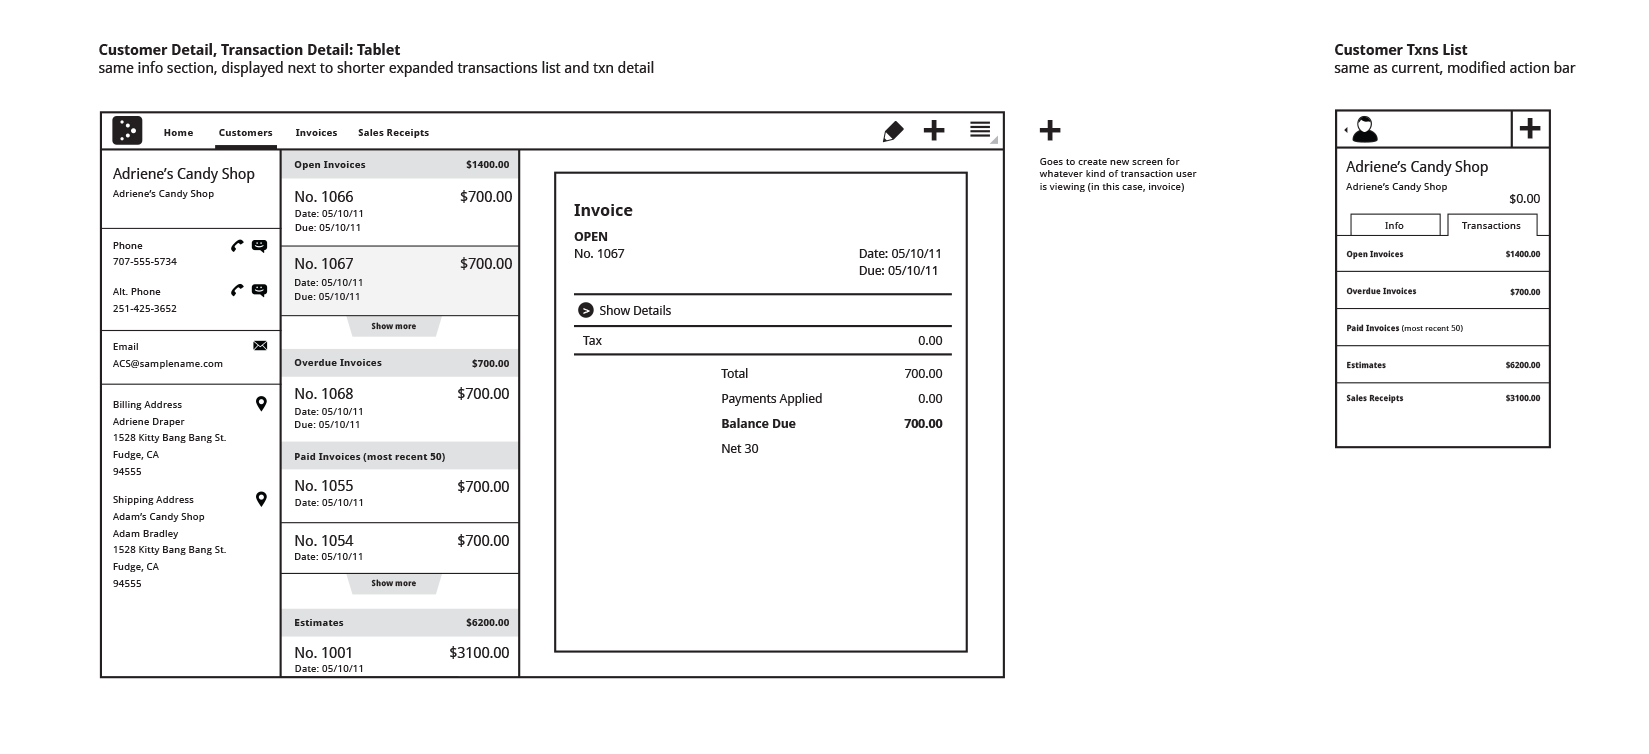 Customer Detail, Transaction Detail: Tablet
same info section, displayed next to shorter expanded transactions list and txn detail
Home Customers Invoices Sales Receipts
Adriene's Candy Shop
Adriene's Candy Shop
Phone
707-555-5734
Alt. Phone
251-425-3652
Email
ACS@samplename.com
Billing Address
Adriene Draper
1528 Kitty Bang Bang St.
Fudge, CA
94555
Shipping Address
Adam's Candy Shop
Adam Bradley
1528 Kitty Bang Bang St.
Fudge, CA
94555
Open Invoices $1400.00
No. 1066 $700.00
Date: 05/10/11
Due: 05/10/11
No. 1067 $700.00
Date: 05/10/11
Due: 05/10/11
Show more
Overdue Invoices $700.00
No. 1068 $700.00
Date: 05/10/11
Due: 05/10/11
Paid Invoices (most recent 50)
No. 1055 $700.00
Date: 05/10/11
No. 1054 $700.00
Date: 05/10/11
Show more
Estimates $6200.00
No. 1001 $3100.00
Date: 05/10/11
Invoice
OPEN
No. 1067 Date: 05/10/11
Due: 05/10/11
> Show Details
Tax 0.00
Total 700.00
Payments Applied 0.00
Balance Due 700.00
Net 30
Goes to create new screen for
whatever kind of transaction user
is viewing (in this case, invoice)
Customer Txns List
same as current, modified action bar
Adriene's Candy Shop
Adriene's Candy Shop
$0.00
Info Transactions
Open Invoices $1400.00
Overdue Invoices $700.00
Paid Invoices (most recent 50)
Estimates $6200.00
Sales Receipts $3100.00